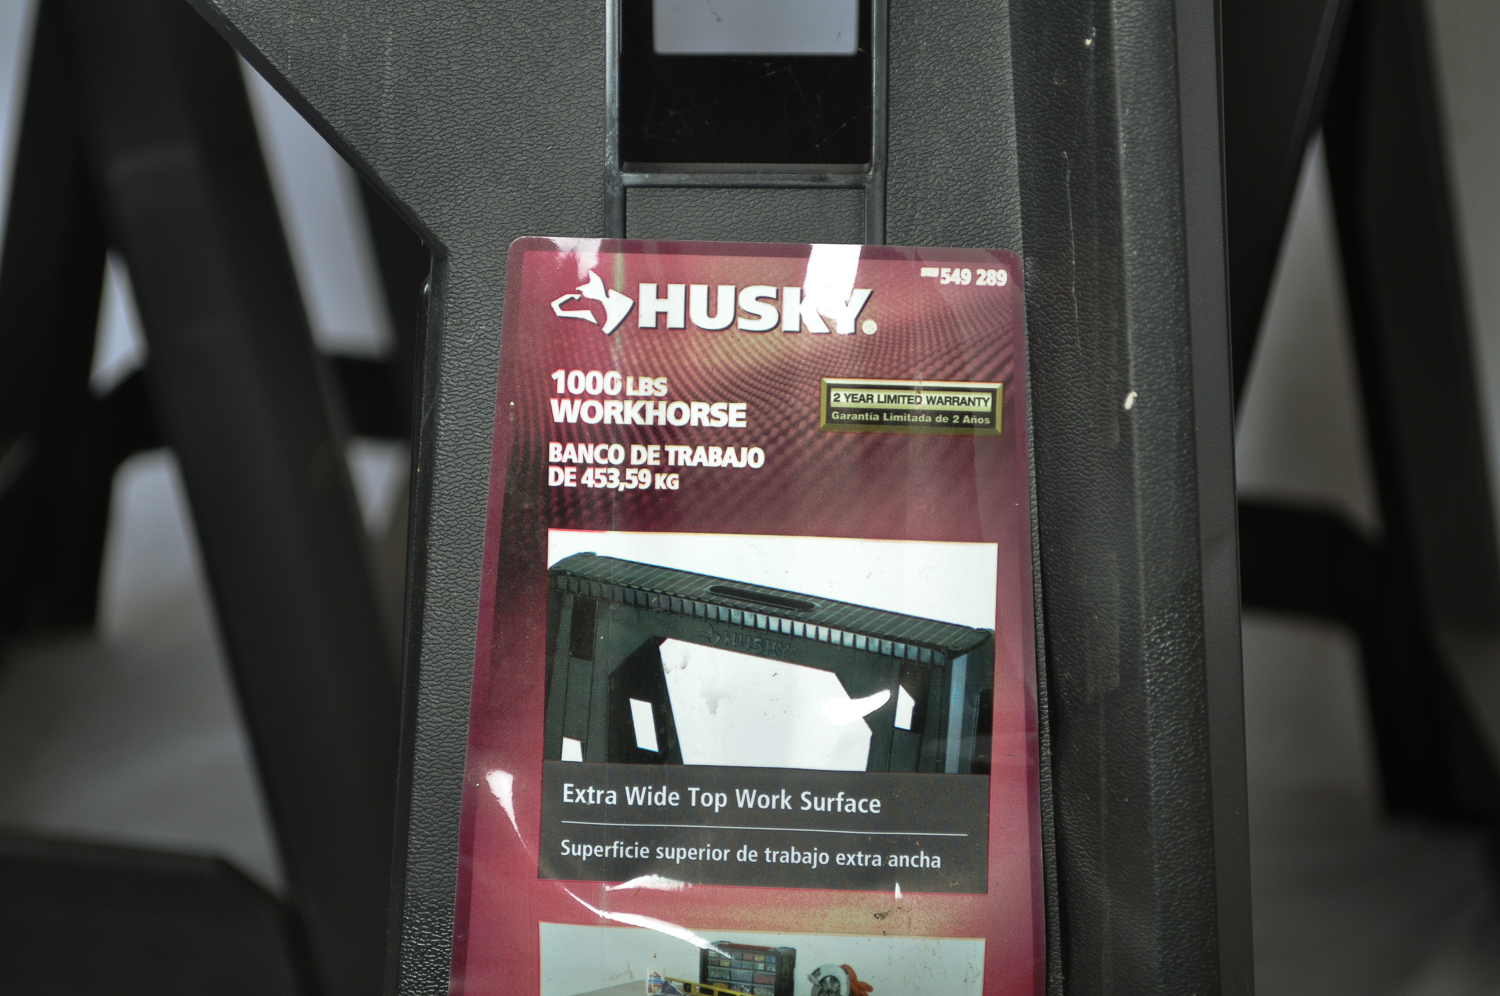 HUSKY®
SKU 549 289
1000 LBS
WORKHORSE
2 YEAR LIMITED WARRANTY
Garantía Limitada de 2 Años
BANCO DE TRABAJO
DE 453,59 KG
HUSKY
Extra Wide Top Work Surface
Superficie superior de trabajo extra ancha